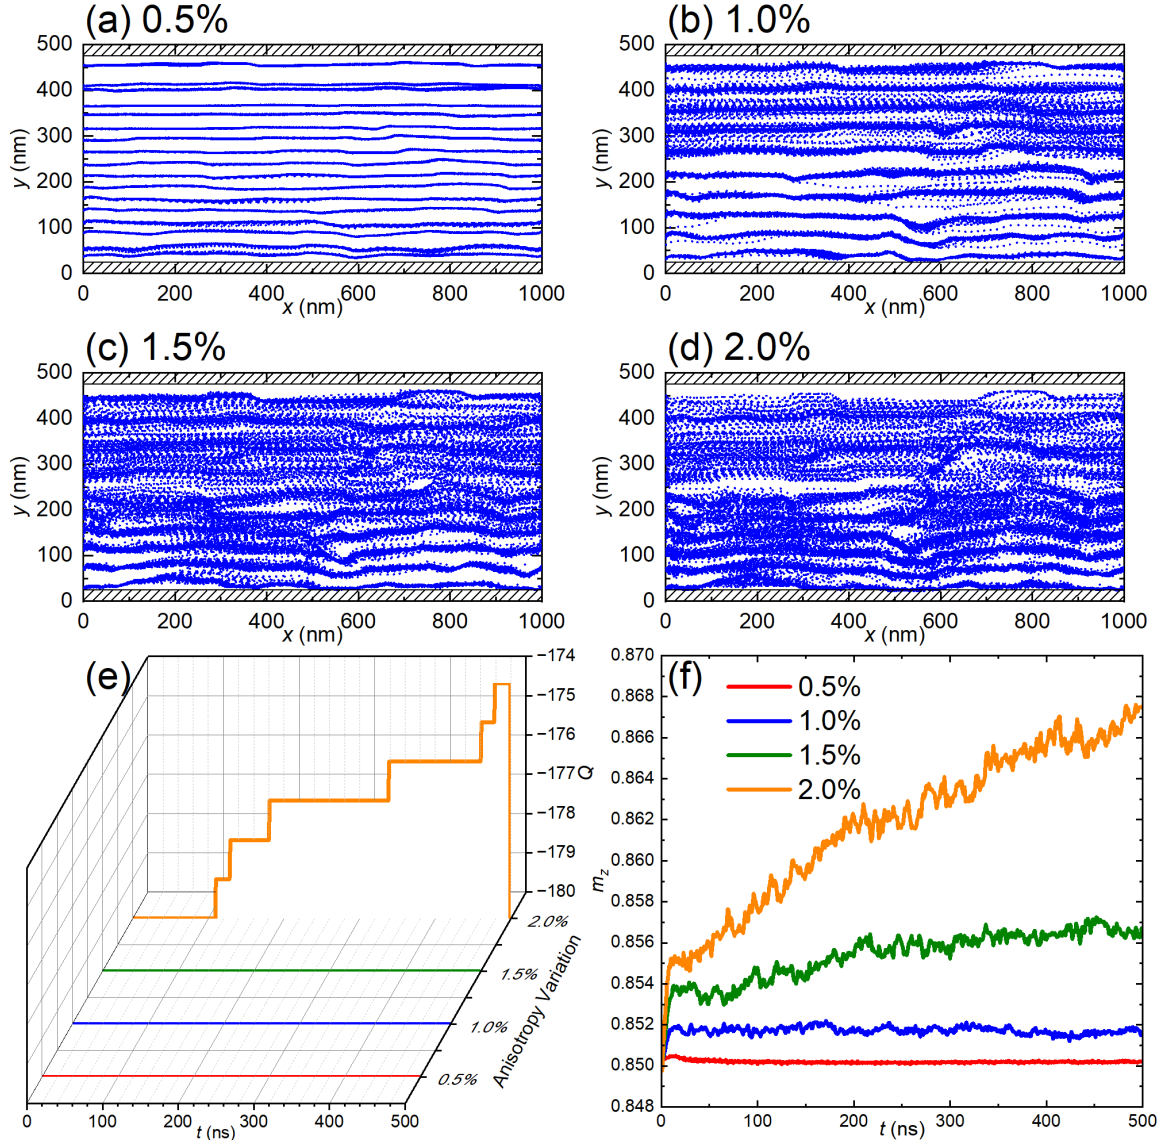 (a) 0.5%
500
400
300
200
100
0
y (nm)
0 200 400 600 800 1000
x (nm)
(b) 1.0%
500
400
300
200
100
0
y (nm)
0 200 400 600 800 1000
x (nm)
(c) 1.5%
500
400
300
200
100
0
y (nm)
0 200 400 600 800 1000
x (nm)
(d) 2.0%
500
400
300
200
100
0
y (nm)
0 200 400 600 800 1000
x (nm)
(e)
−174
−175
−176
−177
−178
−179
−180
Q
2.0%
1.5%
1.0%
0.5%
Anisotropy Variation
0 100 200 300 400 500
t (ns)
(f)
0.5%
1.0%
1.5%
2.0%
0.870
0.868
0.866
0.864
0.862
0.860
0.858
0.856
0.854
0.852
0.850
0.848
mz
0 100 200 300 400 500
t (ns)